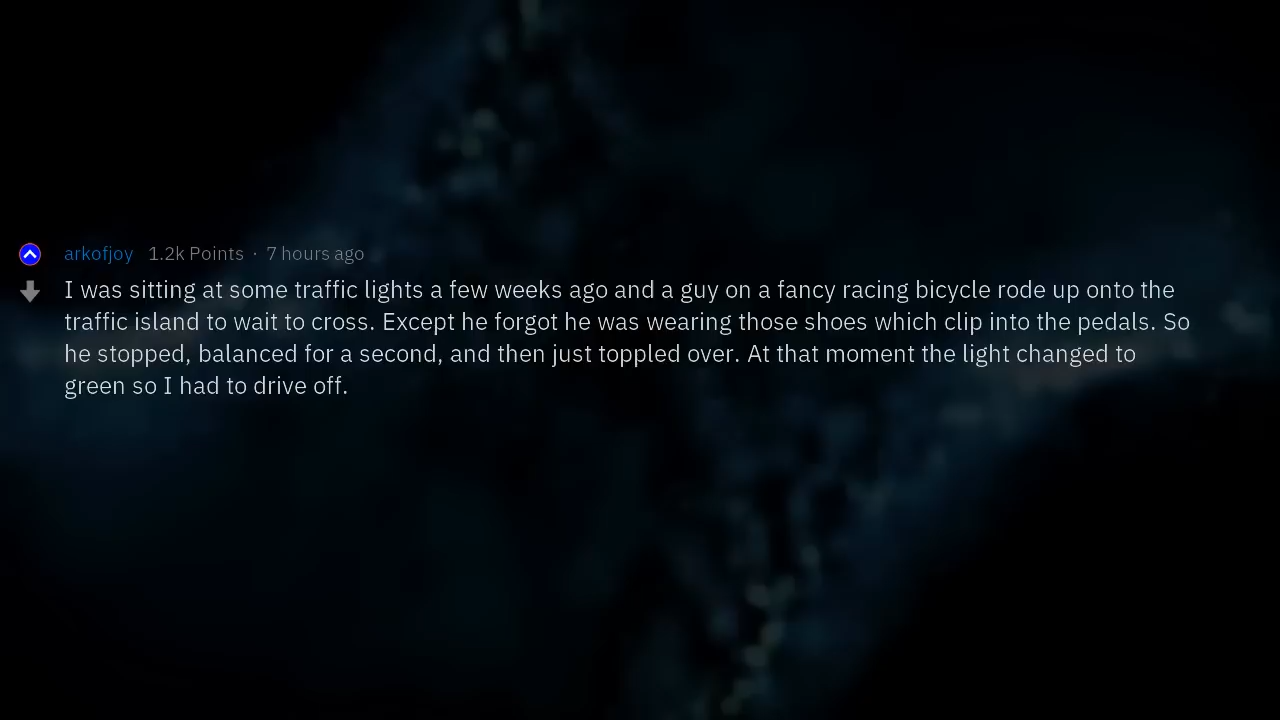 arkofjoy 1.2k Points · 7 hours ago
I was sitting at some traffic lights a few weeks ago and a guy on a fancy racing bicycle rode up onto the
traffic island to wait to cross. Except he forgot he was wearing those shoes which clip into the pedals. So
he stopped, balanced for a second, and then just toppled over. At that moment the light changed to
green so I had to drive off.